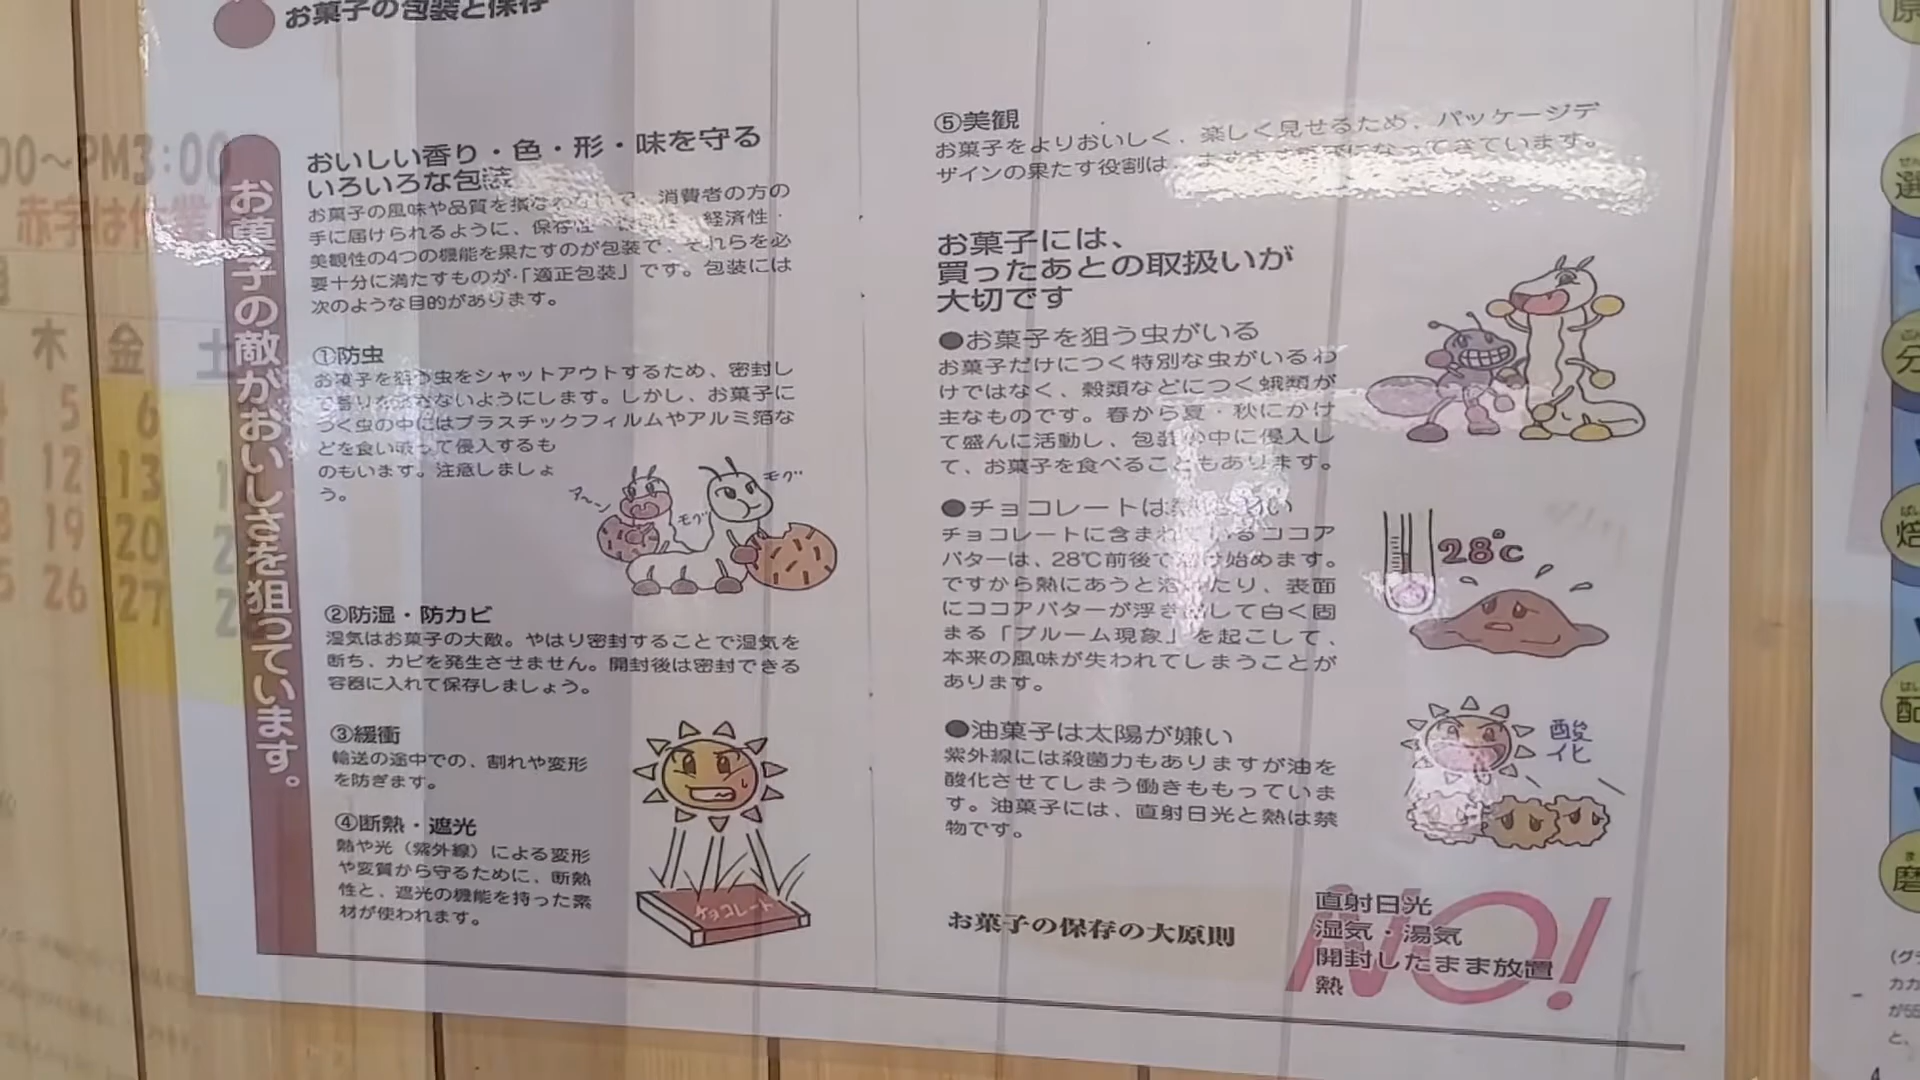 お菓子の包装と保存
お菓子の敵がおいしさを狙っています。
おいしい香り・色・形・味を守る
いろいろな包装
お菓子の風味や品質を損なわないで、消費者の方の
手に届けられるように、保存性・ 経済性・
美観性の4つの機能を果たすのが包装で、それらを必
要十分に満たすものが「適正包装」です。包装には
次のような目的があります。
①防虫
お菓子を狙う虫をシャットアウトするため、密封し
て香りを ないようにします。しかし、お菓子に
つく虫の中にはプラスチックフィルムやアルミ箔な
どを食い破って侵入するも
のもいます。注意しましょ
う。
ア〜ン
モグ
モグ
②防湿・防カビ
湿気はお菓子の大敵。やはり密封することで湿気を
断ち、カビを発生させません。開封後は密封できる
容器に入れて保存しましょう。
③緩衝
輸送の途中での、割れや変形
を防ぎます。
④断熱・遮光
熱や光（紫外線）による変形
や変質から守るために、断熱
性と、遮光の機能を持った素
材が使われます。
チョコレート
⑤美観
お菓子をよりおいしく、楽しく見せるため、パッケージデ
ザインの果たす役割は、ますます重要になってきています。
お菓子には、
買ったあとの取扱いが
大切です
●お菓子を狙う虫がいる
お菓子だけにつく特別な虫がいるわ
けではなく、穀類などにつく蛾類が
主なものです。春から夏・秋にかけ
て盛んに活動し、包装の中に侵入し
て、お菓子を食べることもあります。
●チョコレートは熱に弱い
チョコレートに含まれているココア
バターは、28℃前後で溶け始めます。
ですから熱にあうと溶けたり、表面
にココアバターが浮き出して白く固
まる「ブルーム現象」を起こして、
本来の風味が失われてしまうことが
あります。
28℃
●油菓子は太陽が嫌い
紫外線には殺菌力もありますが油を
酸化させてしまう働きももっていま
す。油菓子には、直射日光と熱は禁
物です。
酸化
お菓子の保存の大原則
NO!
直射日光
湿気・湯気
開封したまま放置
熱
00〜PM3:00
赤字は休業
木 金 土
5 6
12 13
19 20
26 27
選
分
焙
配
磨